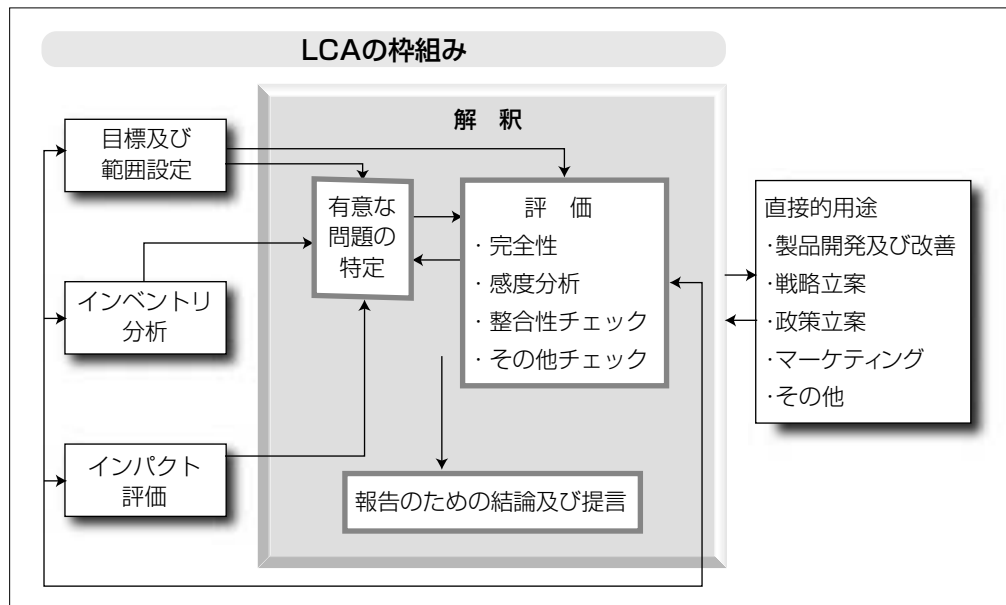 LCAの枠組み
解　釈
目標及び
範囲設定
インベントリ
分析
インパクト
評価
有意な
問題の
特定
評　価
・完全性
・感度分析
・整合性チェック
・その他チェック
報告のための結論及び提言
直接的用途
・製品開発及び改善
・戦略立案
・政策立案
・マーケティング
・その他